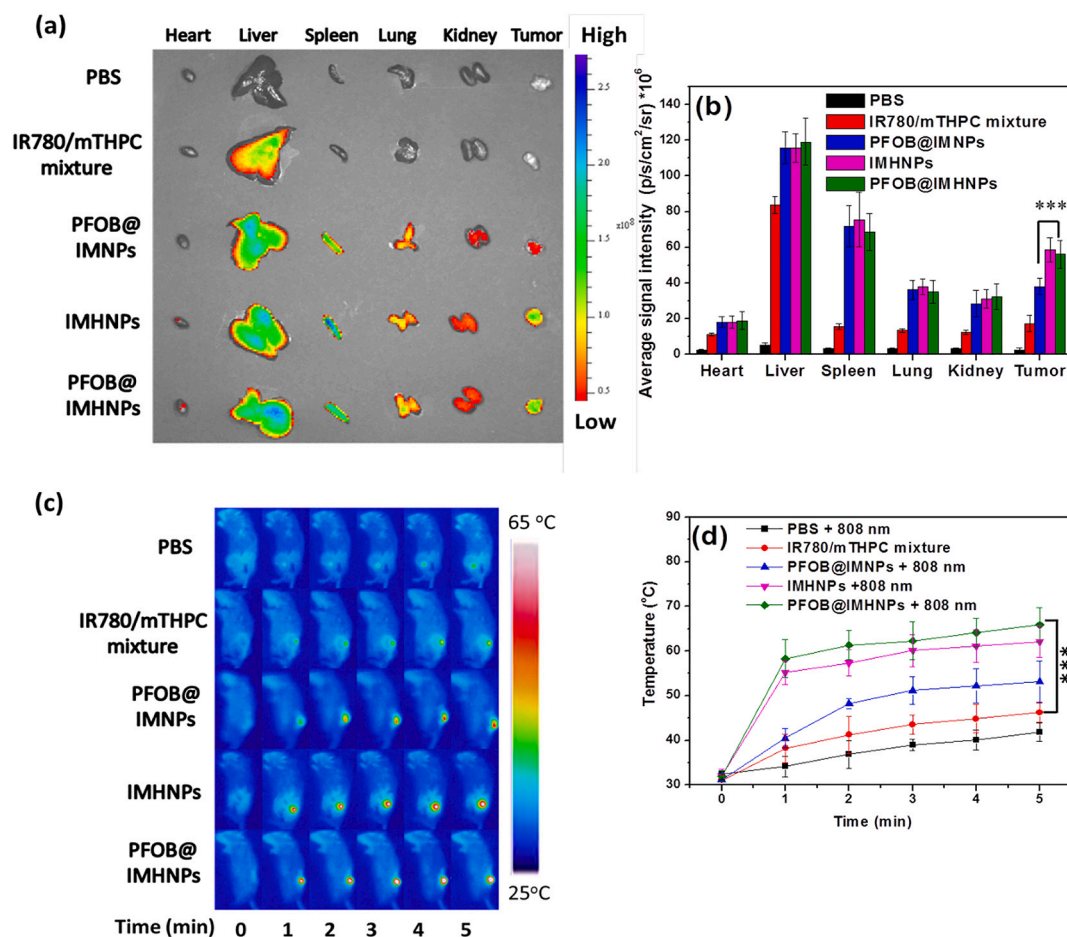 (a)
Heart Liver Spleen Lung Kidney Tumor
High
PBS
IR780/mTHPC
mixture
PFOB@
IMNPs
IMHNPs
PFOB@
IMHNPs
2.5
2.0
1.5
x10⁸
1.0
0.5
Low
(b)
Average signal intensity (p/s/cm²/sr) *10⁶
140
120
100
80
60
40
20
0
PBS
IR780/mTHPC mixture
PFOB@IMNPs
IMHNPs
PFOB@IMHNPs
***
Heart Liver Spleen Lung Kidney Tumor
(c)
PBS
IR780/mTHPC
mixture
PFOB@
IMNPs
IMHNPs
PFOB@
IMHNPs
65 °C
25°C
Time (min) 0 1 2 3 4 5
(d)
Temperature (°C)
90
80
70
60
50
40
30
PBS + 808 nm
IR780/mTHPC mixture
PFOB@IMNPs + 808 nm
IMHNPs +808 nm
PFOB@IMHNPs + 808 nm
***
0 1 2 3 4 5
Time (min)